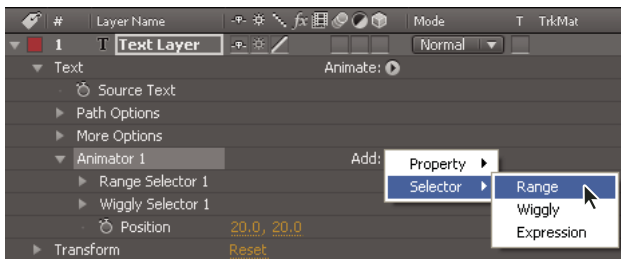 # Layer Name fx Mode T TrkMat
1 T Text Layer Normal
Text Animate:
Source Text
Path Options
More Options
Animator 1 Add: Property
Range Selector 1 Selector Range
Wiggly Selector 1 Wiggly
Position 20.0, 20.0 Expression
Transform Reset